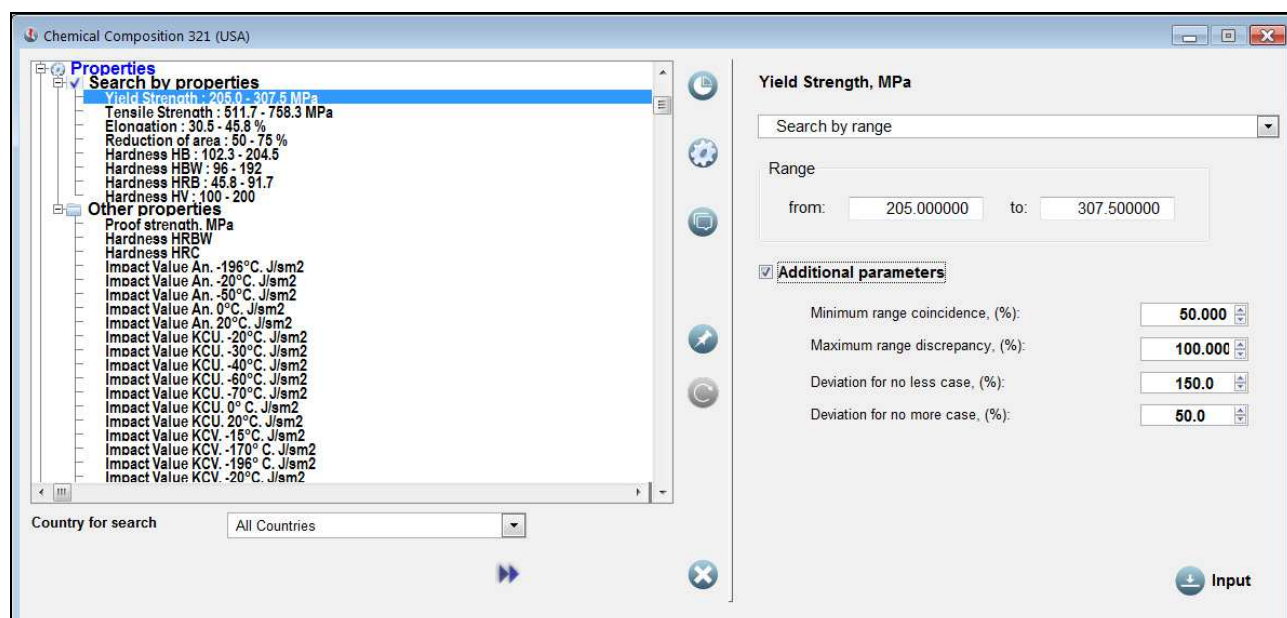 Chemical Composition 321 (USA)
Properties
Search by properties
Yield Strength : 205.0 - 307.5 MPa
Tensile Strength : 511.7 - 758.3 MPa
Elongation : 30.5 - 45.8 %
Reduction of area : 50 - 75 %
Hardness HB : 102.3 - 204.5
Hardness HBW : 96 - 192
Hardness HRB : 45.8 - 91.7
Hardness HV : 100 - 200
Other properties
Proof strength, MPa
Hardness HRBW
Hardness HRC
Impact Value An. -196°C. J/sm2
Impact Value An. -20°C. J/sm2
Impact Value An. -50°C. J/sm2
Impact Value An. 0°C. J/sm2
Impact Value An. 20°C. J/sm2
Impact Value KCU. -20°C. J/sm2
Impact Value KCU. -30°C. J/sm2
Impact Value KCU. -40°C. J/sm2
Impact Value KCU. -60°C. J/sm2
Impact Value KCU. -70°C. J/sm2
Impact Value KCU. 0° C. J/sm2
Impact Value KCU. 20°C. J/sm2
Impact Value KCV. -15°C. J/sm2
Impact Value KCV. -170° C. J/sm2
Impact Value KCV. -196° C. J/sm2
Impact Value KCV. -20°C. J/sm2
Country for search All Countries
Yield Strength, MPa
Search by range
Range
from: 205.000000 to: 307.500000
Additional parameters
Minimum range coincidence, (%): 50.000
Maximum range discrepancy, (%): 100.000
Deviation for no less case, (%): 150.0
Deviation for no more case, (%): 50.0
Input